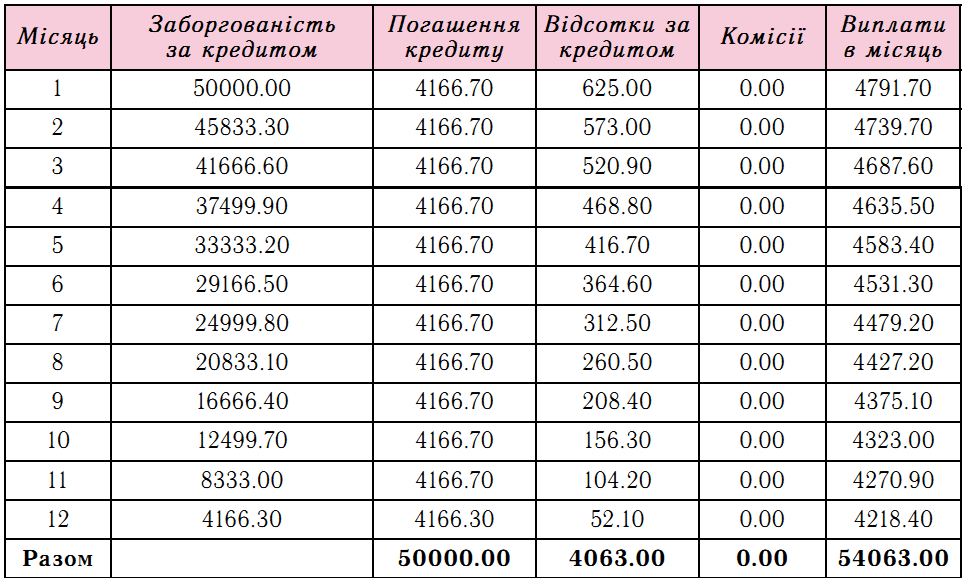 Місяць Заборгованість за кредитом Погашення кредиту Відсотки за кредитом Комісії Виплати в місяць
1 50000.00 4166.70 625.00 0.00 4791.70
2 45833.30 4166.70 573.00 0.00 4739.70
3 41666.60 4166.70 520.90 0.00 4687.60
4 37499.90 4166.70 468.80 0.00 4635.50
5 33333.20 4166.70 416.70 0.00 4583.40
6 29166.50 4166.70 364.60 0.00 4531.30
7 24999.80 4166.70 312.50 0.00 4479.20
8 20833.10 4166.70 260.50 0.00 4427.20
9 16666.40 4166.70 208.40 0.00 4375.10
10 12499.70 4166.70 156.30 0.00 4323.00
11 8333.00 4166.70 104.20 0.00 4270.90
12 4166.30 4166.30 52.10 0.00 4218.40
Разом 50000.00 4063.00 0.00 54063.00